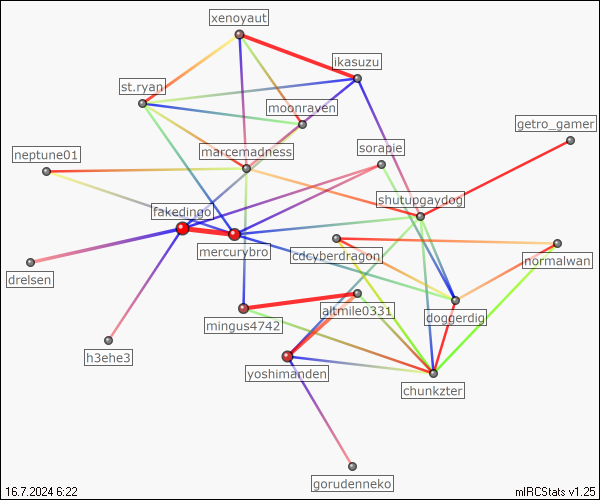 xenoyaut
ikasuzu
st.ryan
moonraven
getro_gamer
sorapie
marcemadness
neptune01
shutupgaydog
fakedingo
mercurybro
cdcyberdragon
normalwan
drelsen
altmile0331
doggerdig
mingus4742
h3ehe3
yoshimanden
chunkzter
gorudenneko
16.7.2024 6:22
mIRCStats v1.25